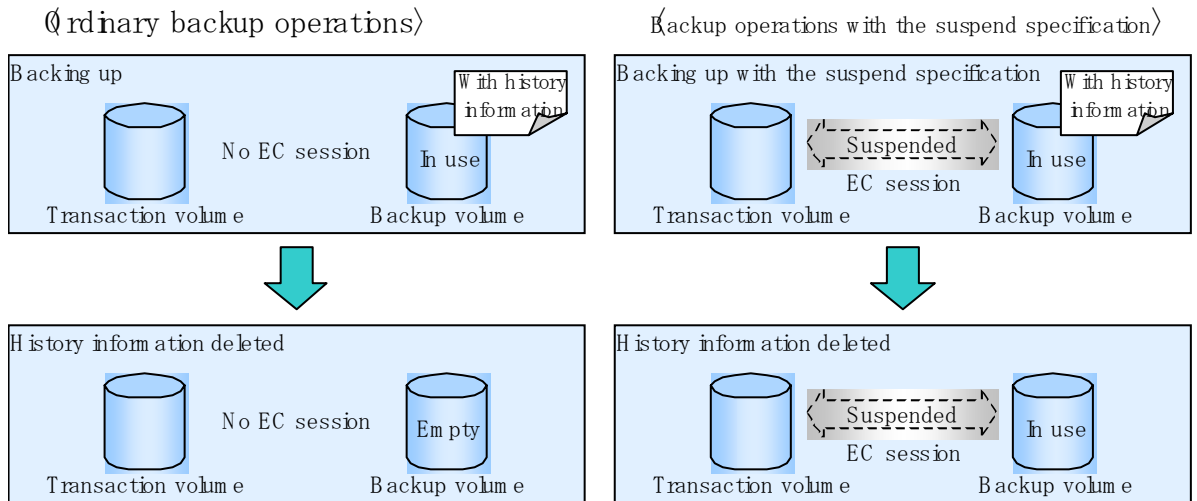 〈Ordinary backup operations〉
〈Backup operations with the suspend specification〉
Backing up
With history
information
No EC session
In use
Transaction volume
Backup volume
Backing up with the suspend specification
With history
information
Suspended
In use
EC session
Transaction volume
Backup volume
History information deleted
No EC session
Empty
Transaction volume
Backup volume
History information deleted
Suspended
In use
EC session
Transaction volume
Backup volume